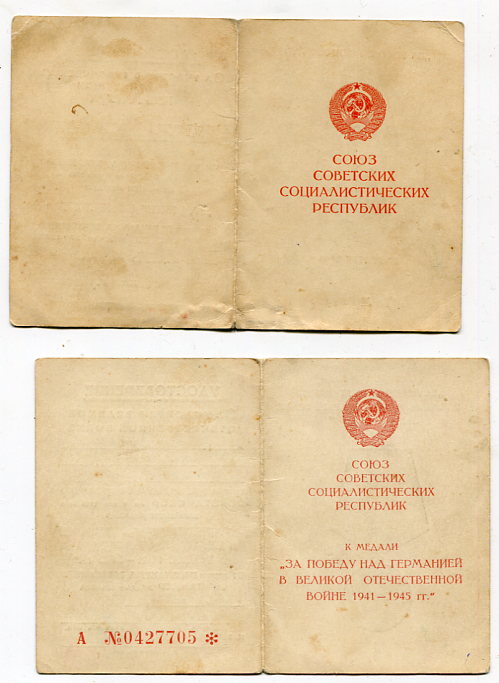 СОЮЗ
СОВЕТСКИХ
СОЦИАЛИСТИЧЕСКИХ
РЕСПУБЛИК
СОЮЗ
СОВЕТСКИХ
СОЦИАЛИСТИЧЕСКИХ
РЕСПУБЛИК
К МЕДАЛИ
„ЗА ПОБЕДУ НАД ГЕРМАНИЕЙ
В ВЕЛИКОЙ ОТЕЧЕСТВЕННОЙ
ВОЙНЕ 1941—1945 гг."
А №0427705 *